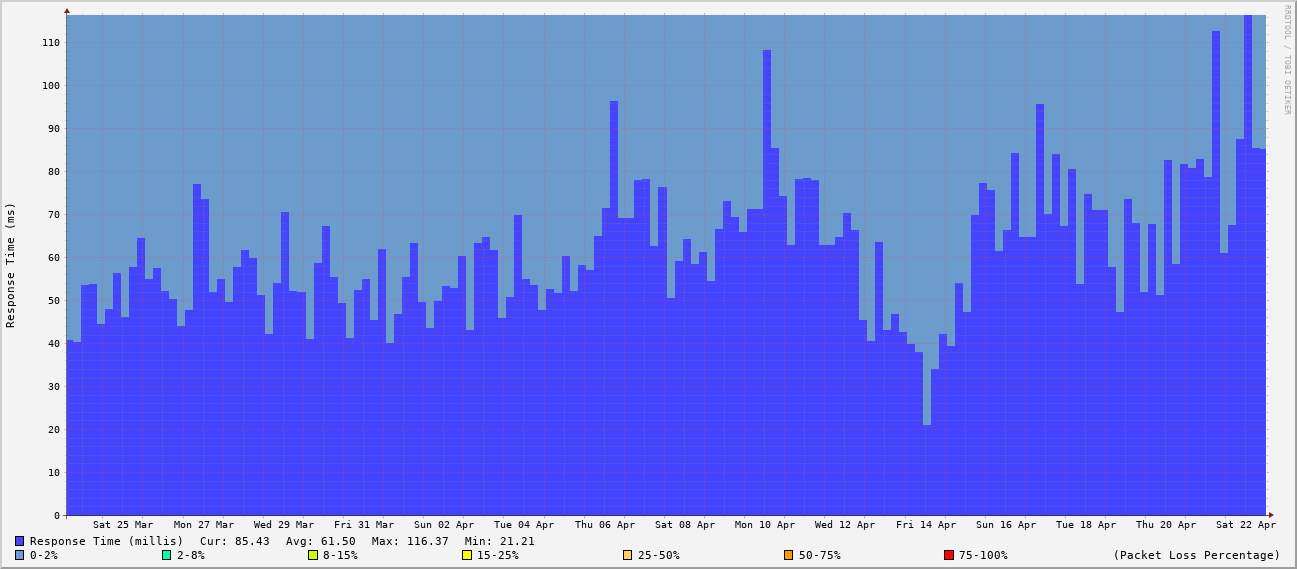 RRDTOOL / TOBI OETIKER
Response Time (ms)
110
100
90
80
70
60
50
40
30
20
10
0
Sat 25 Mar Mon 27 Mar Wed 29 Mar Fri 31 Mar Sun 02 Apr Tue 04 Apr Thu 06 Apr Sat 08 Apr Mon 10 Apr Wed 12 Apr Fri 14 Apr Sun 16 Apr Tue 18 Apr Thu 20 Apr Sat 22 Apr
Response Time (millis) Cur: 85.43 Avg: 61.50 Max: 116.37 Min: 21.21
0-2% 2-8% 8-15% 15-25% 25-50% 50-75% 75-100% (Packet Loss Percentage)